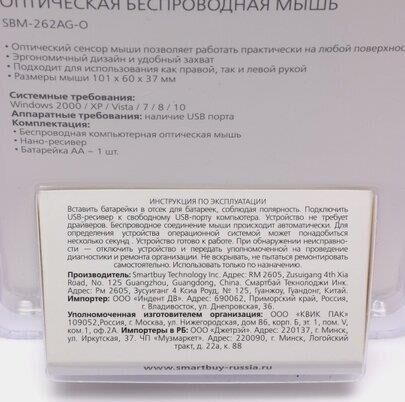 ОПТИЧЕСКАЯ БЕСПРОВОДНАЯ МЫШЬ
SBM-262AG-O
• Оптический сенсор мыши позволяет работать практически на любой поверхнос
• Эргономичный дизайн и удобный захват
• Подходит для использования как правой, так и левой рукой
• Размеры мыши 101 x 60 x 37 мм
Системные требования:
Windows 2000 / XP / Vista / 7 / 8 / 10
Аппаратные требования: наличие USB порта
Комплектация:
• Беспроводная компьютерная оптическая мышь
• Нано-ресивер
• Батарейка АА – 1 шт.
ИНСТРУКЦИЯ ПО ЭКСПЛУАТАЦИИ
Вставить батарейки в отсек для батареек, соблюдая полярность. Подключить
USB-ресивер к свободному USB-порту компьютера. Устройство не требует
драйверов. Беспроводное соединение мыши происходит автоматически. Для
определения устройства операционной системой может понадобиться
несколько секунд . Устройство готово к работе. При обнаружении неисправно-
сти — отключить устройство и передать уполномоченной на проведение
диагностики и ремонта организации. Не вскрывать, не пытаться ремонтировать
самостоятельно. Использовать только по назначению.
Производитель: Smartbuy Technology Inc. Адрес: RM 2605, Zusuigang 4th Xia
Road, No. 125 Guangzhou, Guangdong, China. Смартбай Текнолоджи Инк.
Адрес: Рм 2605, Зусуиганг 4 Ксиа Роуд, № 125, Гуанжоу, Гуандонг, Китай.
Импортер: ООО «Индент ДВ». Адрес: 690062, Приморский край, Россия,
г. Владивосток, ул. Днепровская, 36.
Уполномоченная изготовителем организация: ООО «КВИК ПАК»
109052,Россия, г. Москва, ул. Нижегородская, дом 86, корп. Б, эт. 1, пом. V,
ком. 1, оф.2А. Импортеры в РБ: ООО «Джетрэй». Адрес: 220137, г. Минск,
ул. Иркутская, 37. ЧП «Музмаркет». Адрес: 220090, г. Минск, Логойский
тракт, д. 22а, к. 88
www.smartbuy-russia.ru